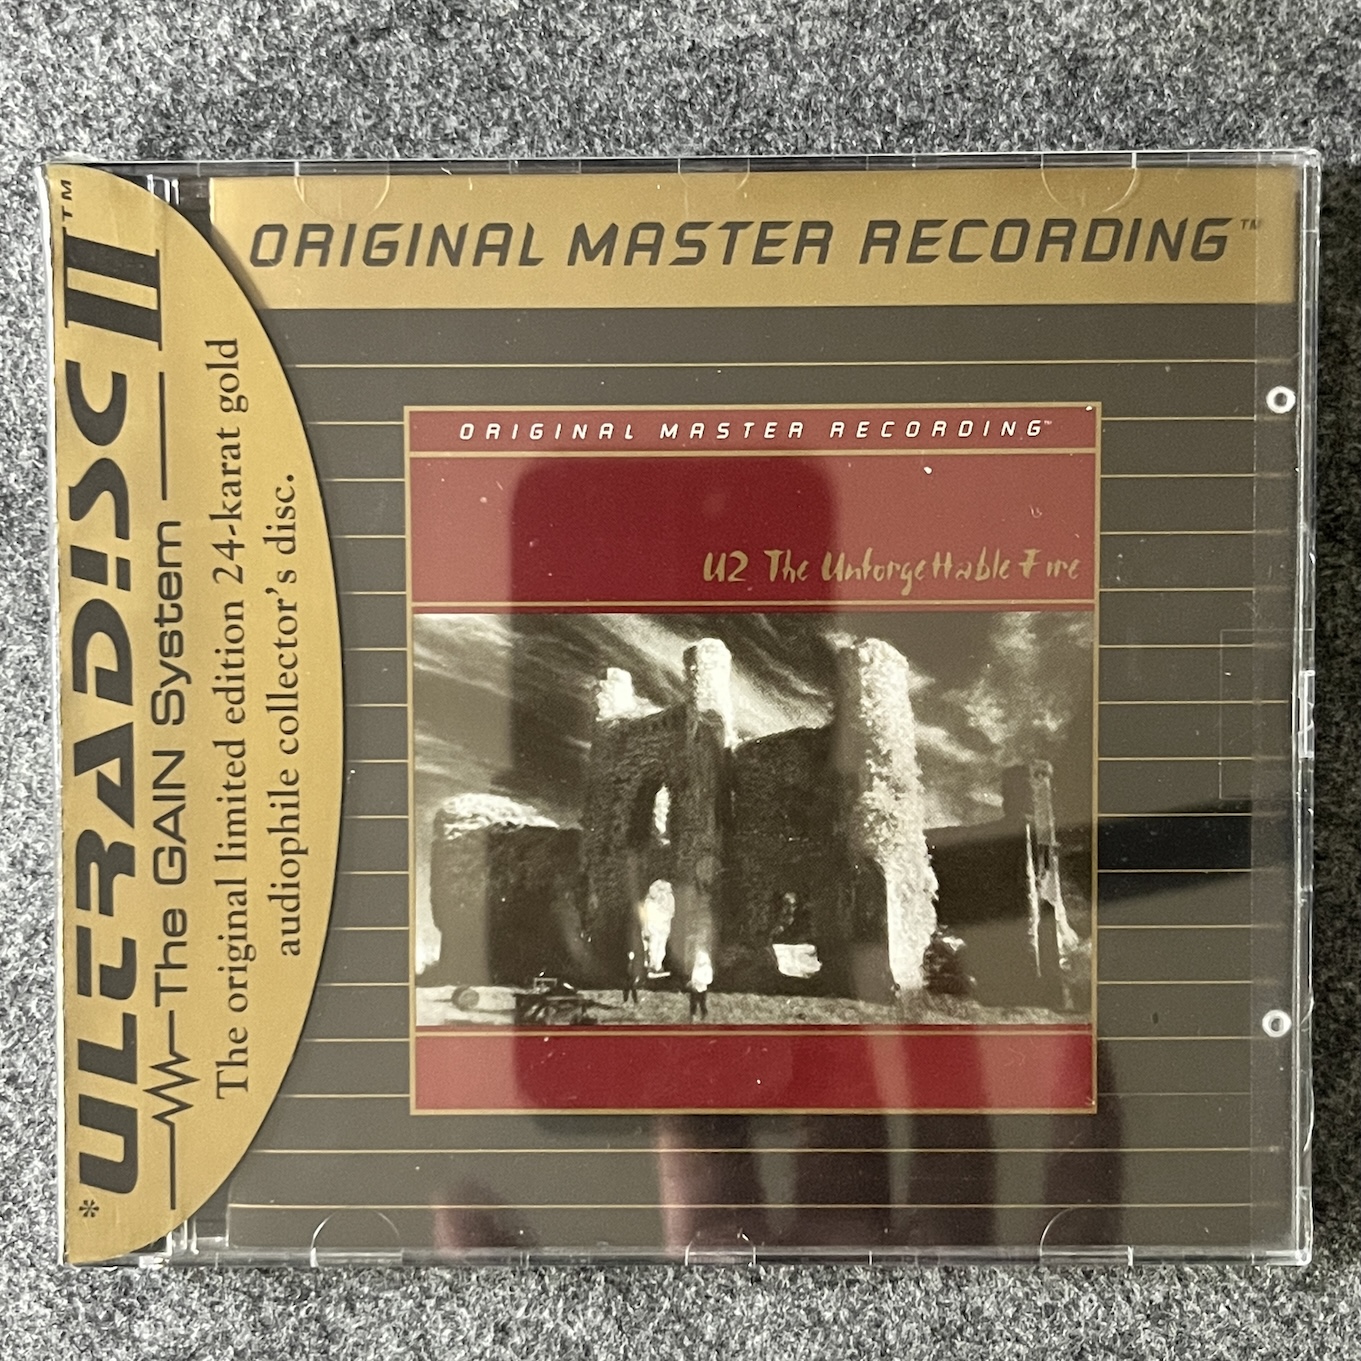 ORIGINAL MASTER RECORDING™
*ULTRADISC II™
The GAIN System
The original limited edition 24-karat gold
audiophile collector's disc.
ORIGINAL MASTER RECORDING™
U2 The Unforgettable Fire